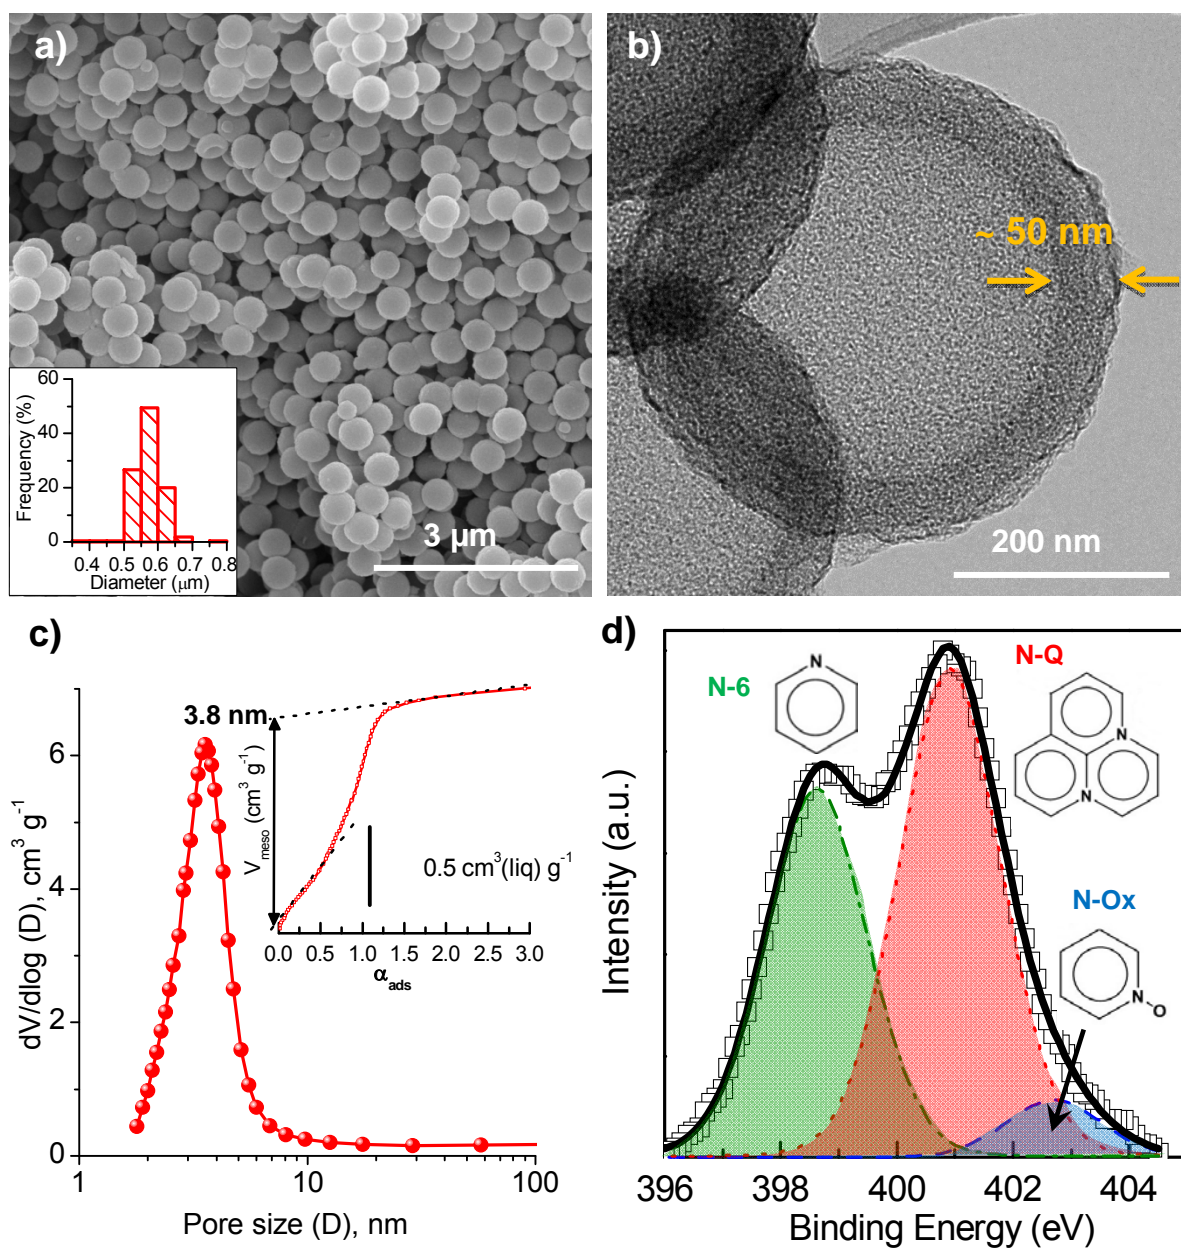 a)
3 μm
60
40
20
0
Frequency (%)
0.4 0.5 0.6 0.7 0.8
Diameter (μm)
b)
~ 50 nm
200 nm
c)
6
4
2
0
dV/dlog (D), cm³ g⁻¹
1 10 100
Pore size (D), nm
3.8 nm
V_meso (cm³ g⁻¹)
0.5 cm³(liq) g⁻¹
0.0 0.5 1.0 1.5 2.0 2.5 3.0
α_ads
d)
N-6
N
N-Q
N
N
N-Ox
N
O
Intensity (a.u.)
396 398 400 402 404
Binding Energy (eV)